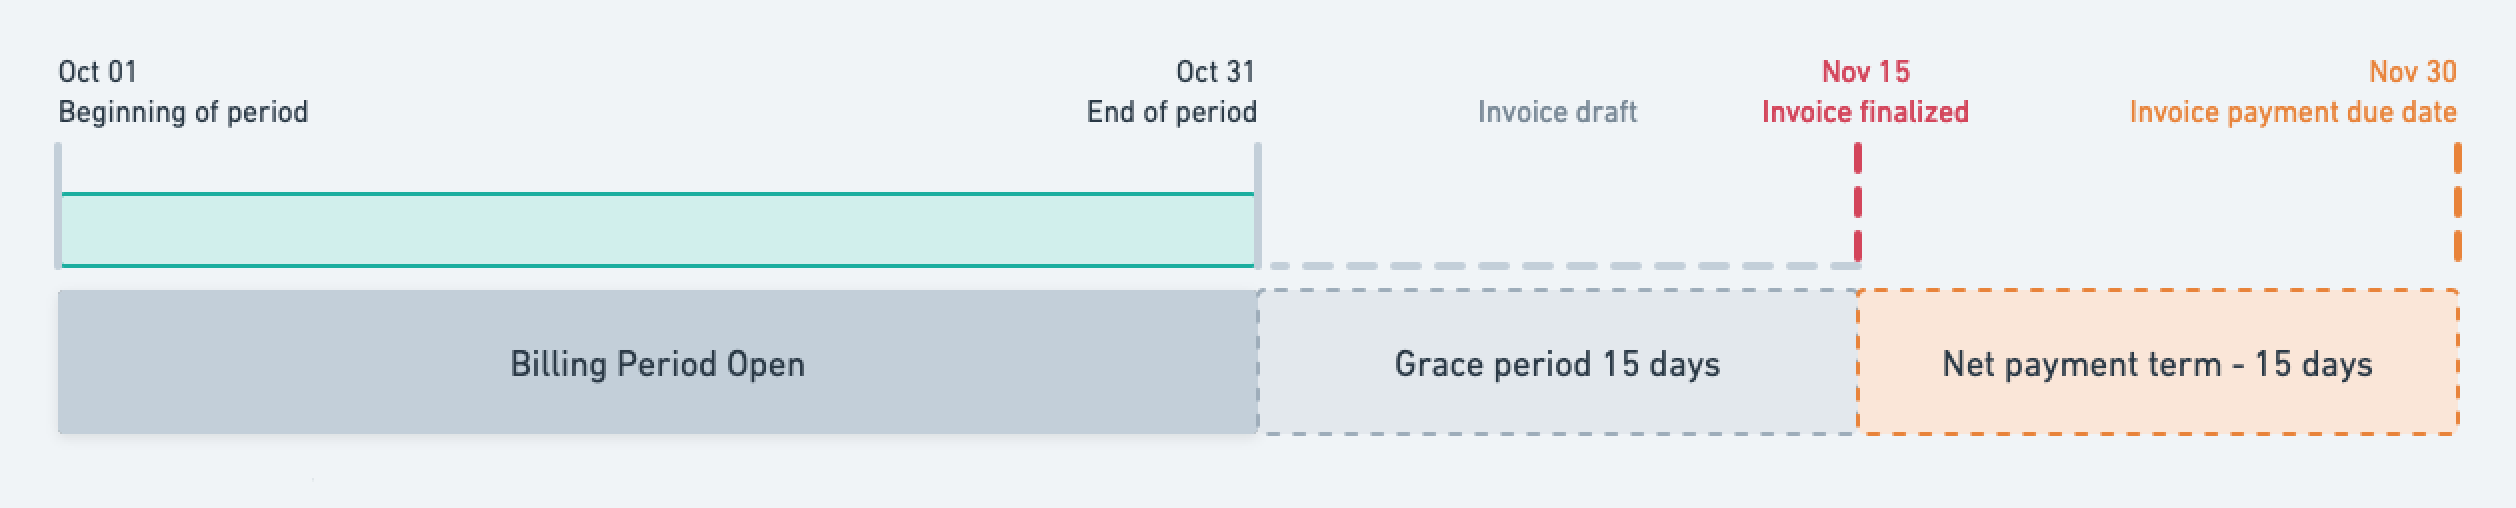 Oct 01
Beginning of period
Oct 31
End of period
Invoice draft
Nov 15
Invoice finalized
Nov 30
Invoice payment due date
Billing Period Open
Grace period 15 days
Net payment term - 15 days